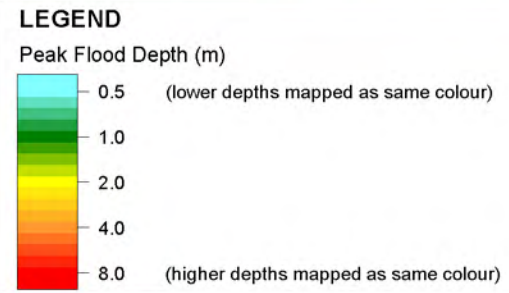 LEGEND
Peak Flood Depth (m)
0.5 (lower depths mapped as same colour)
1.0
2.0
4.0
8.0 (higher depths mapped as same colour)